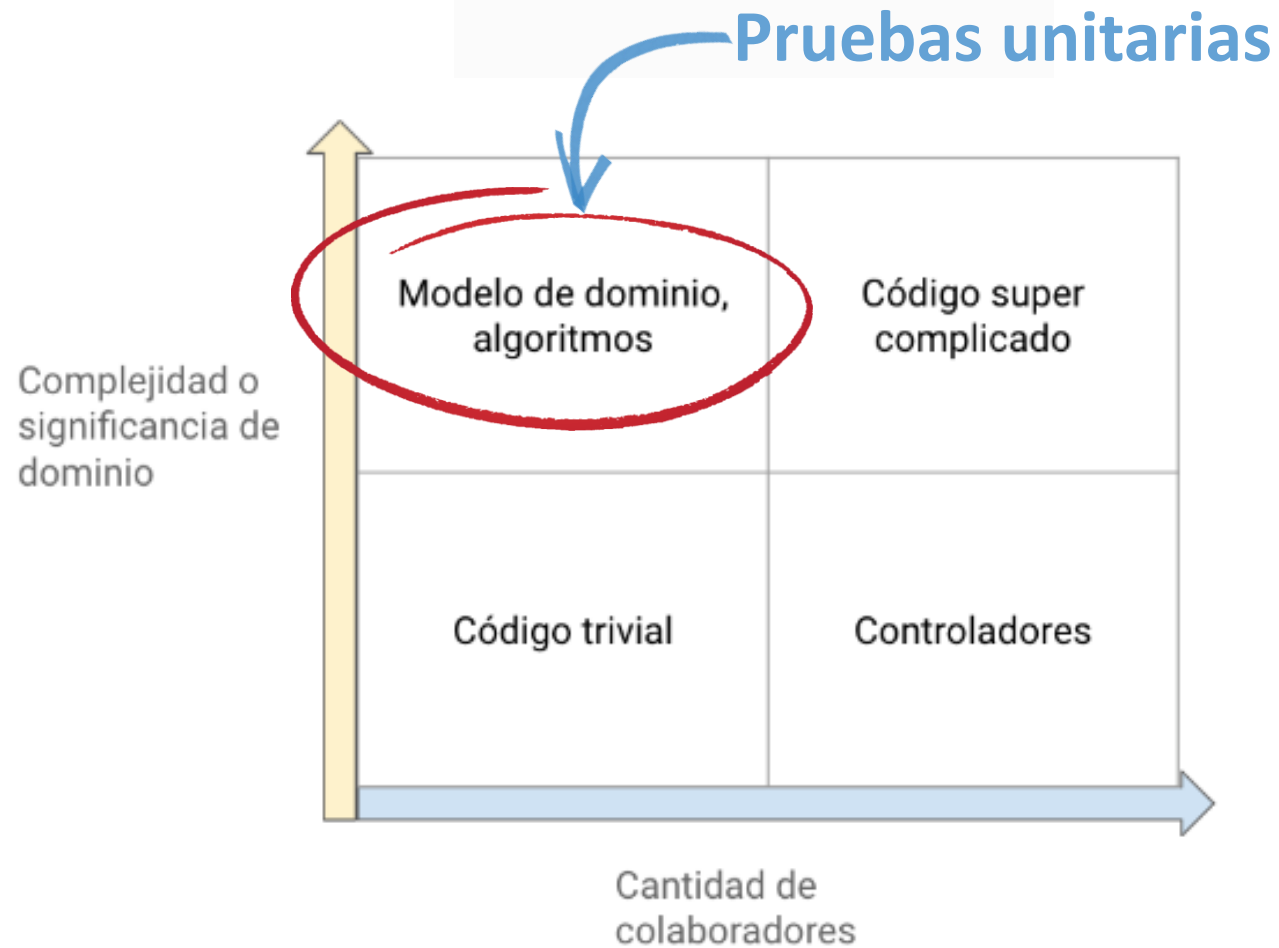 Pruebas unitarias
Modelo de dominio,
algoritmos
Código super
complicado
Complejidad o
significancia de
dominio
Código trivial
Controladores
Cantidad de
colaboradores